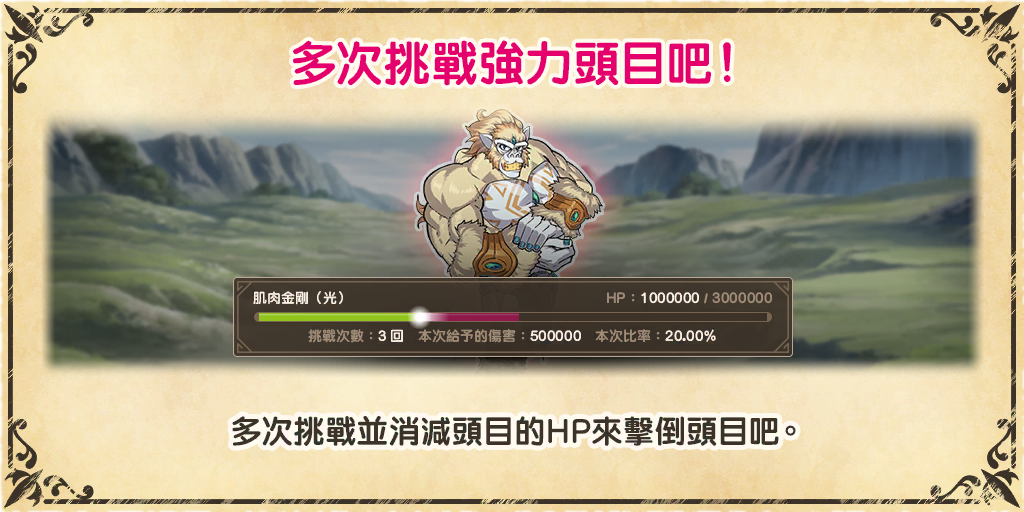 多次挑戰強力頭目吧！
肌肉金剛（光） HP：1000000 / 3000000
挑戰次數：3 回 本次給予的傷害：500000 本次比率：20.00%
多次挑戰並消減頭目的HP來擊倒頭目吧。